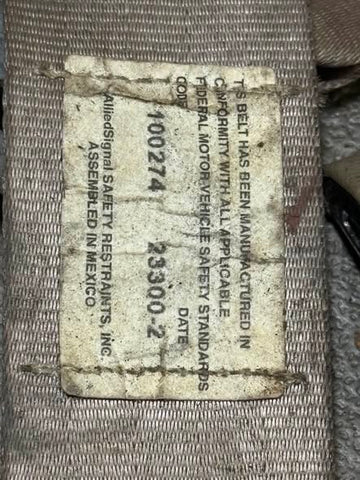 T'S BELT HAS BEEN MANUFACTURED IN
CONFORMITY WITH ALL APPLICABLE
FEDERAL MOTOR VEHICLE SAFETY STANDARDS
CODE DATE
100274 23300-2
AlliedSignal SAFETY RESTRAINTS, INC.
ASSEMBLED IN MEXICO